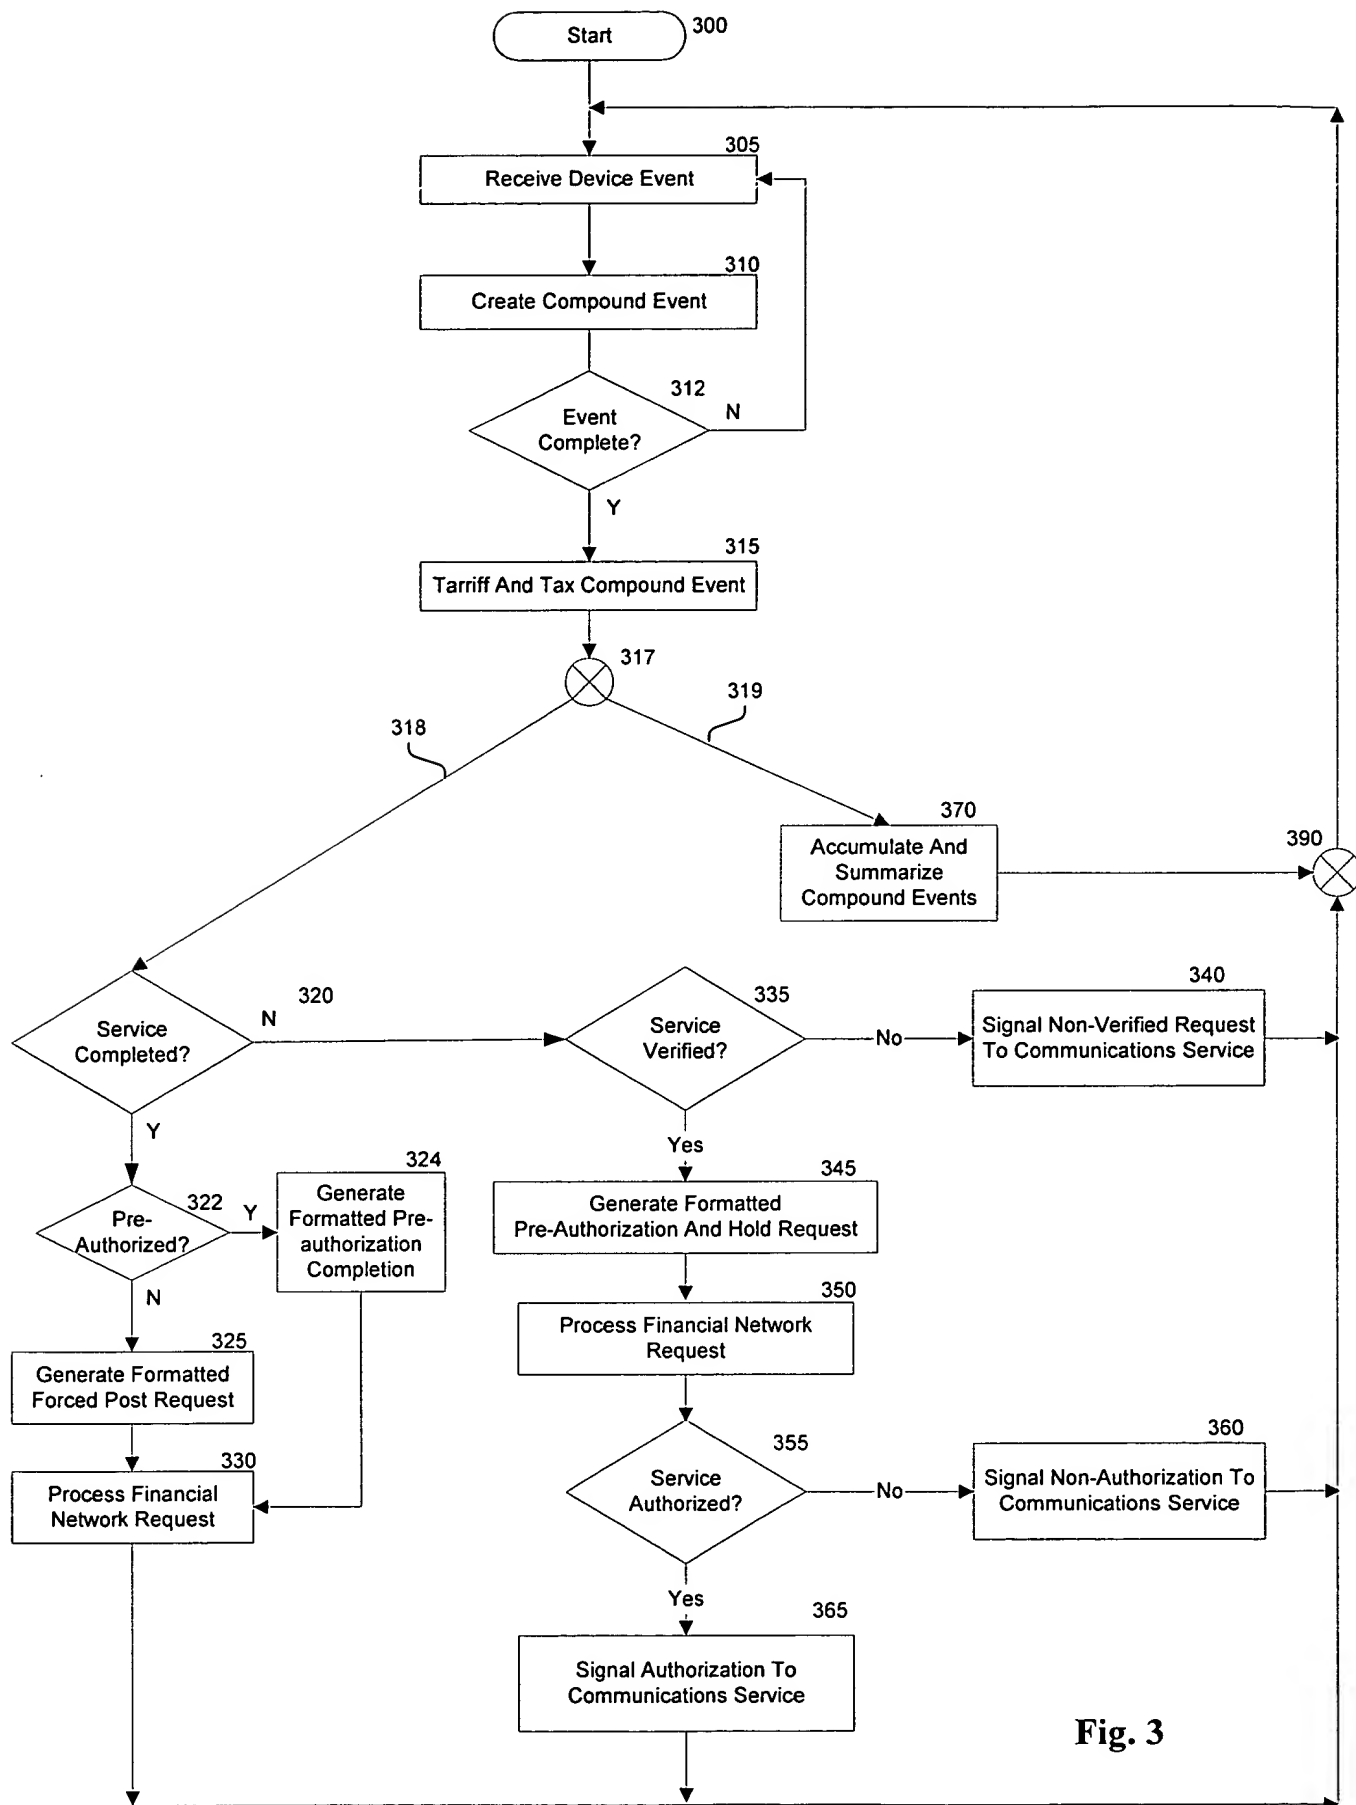 Start
300
305
Receive Device Event
310
Create Compound Event
312
Event
Complete?
N
Y
315
Tarriff And Tax Compound Event
317
318
319
370
Accumulate And
Summarize
Compound Events
390
320
Service
Completed?
N
Y
335
Service
Verified?
No
340
Signal Non-Verified Request
To Communications Service
Yes
322
Pre-
Authorized?
Y
N
324
Generate
Formatted Pre-
authorization
Completion
345
Generate Formatted
Pre-Authorization And Hold Request
350
Process Financial Network
Request
325
Generate Formatted
Forced Post Request
330
Process Financial
Network Request
355
Service
Authorized?
No
360
Signal Non-Authorization To
Communications Service
Yes
365
Signal Authorization To
Communications Service
Fig. 3